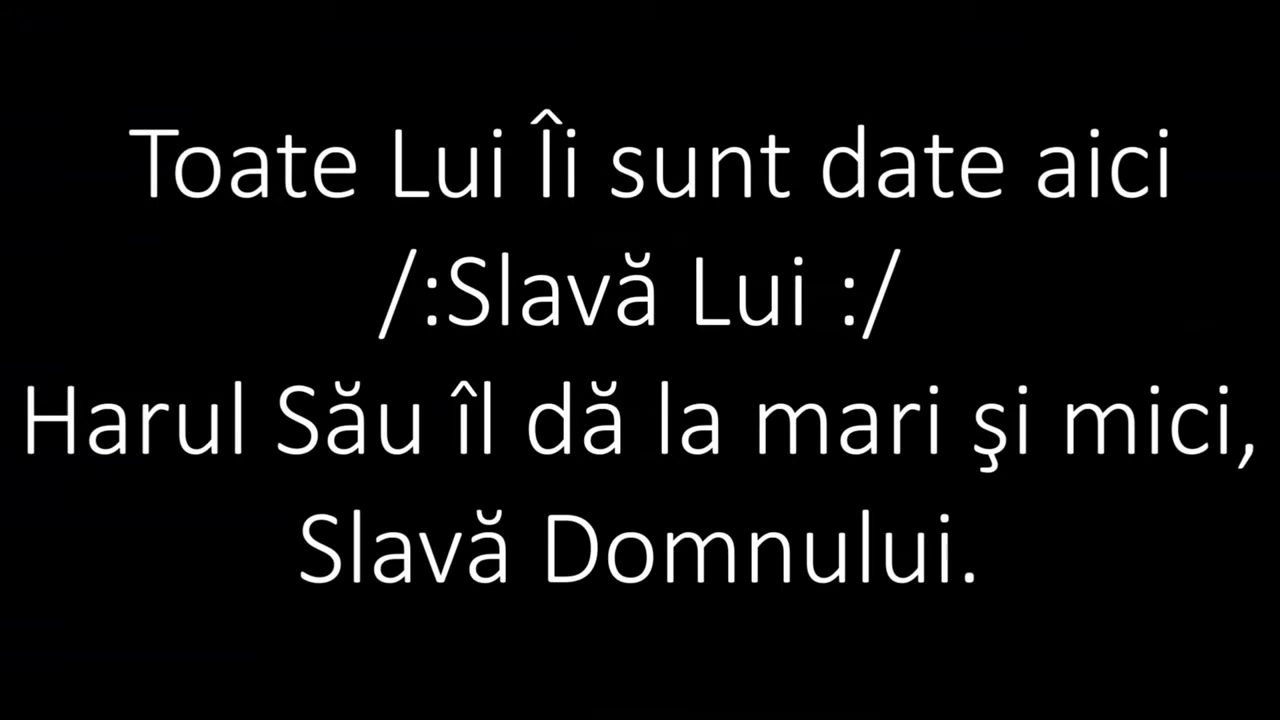 Toate Lui Îi sunt date aici
/:Slavă Lui :/
Harul Său îl dă la mari şi mici,
Slavă Domnului.